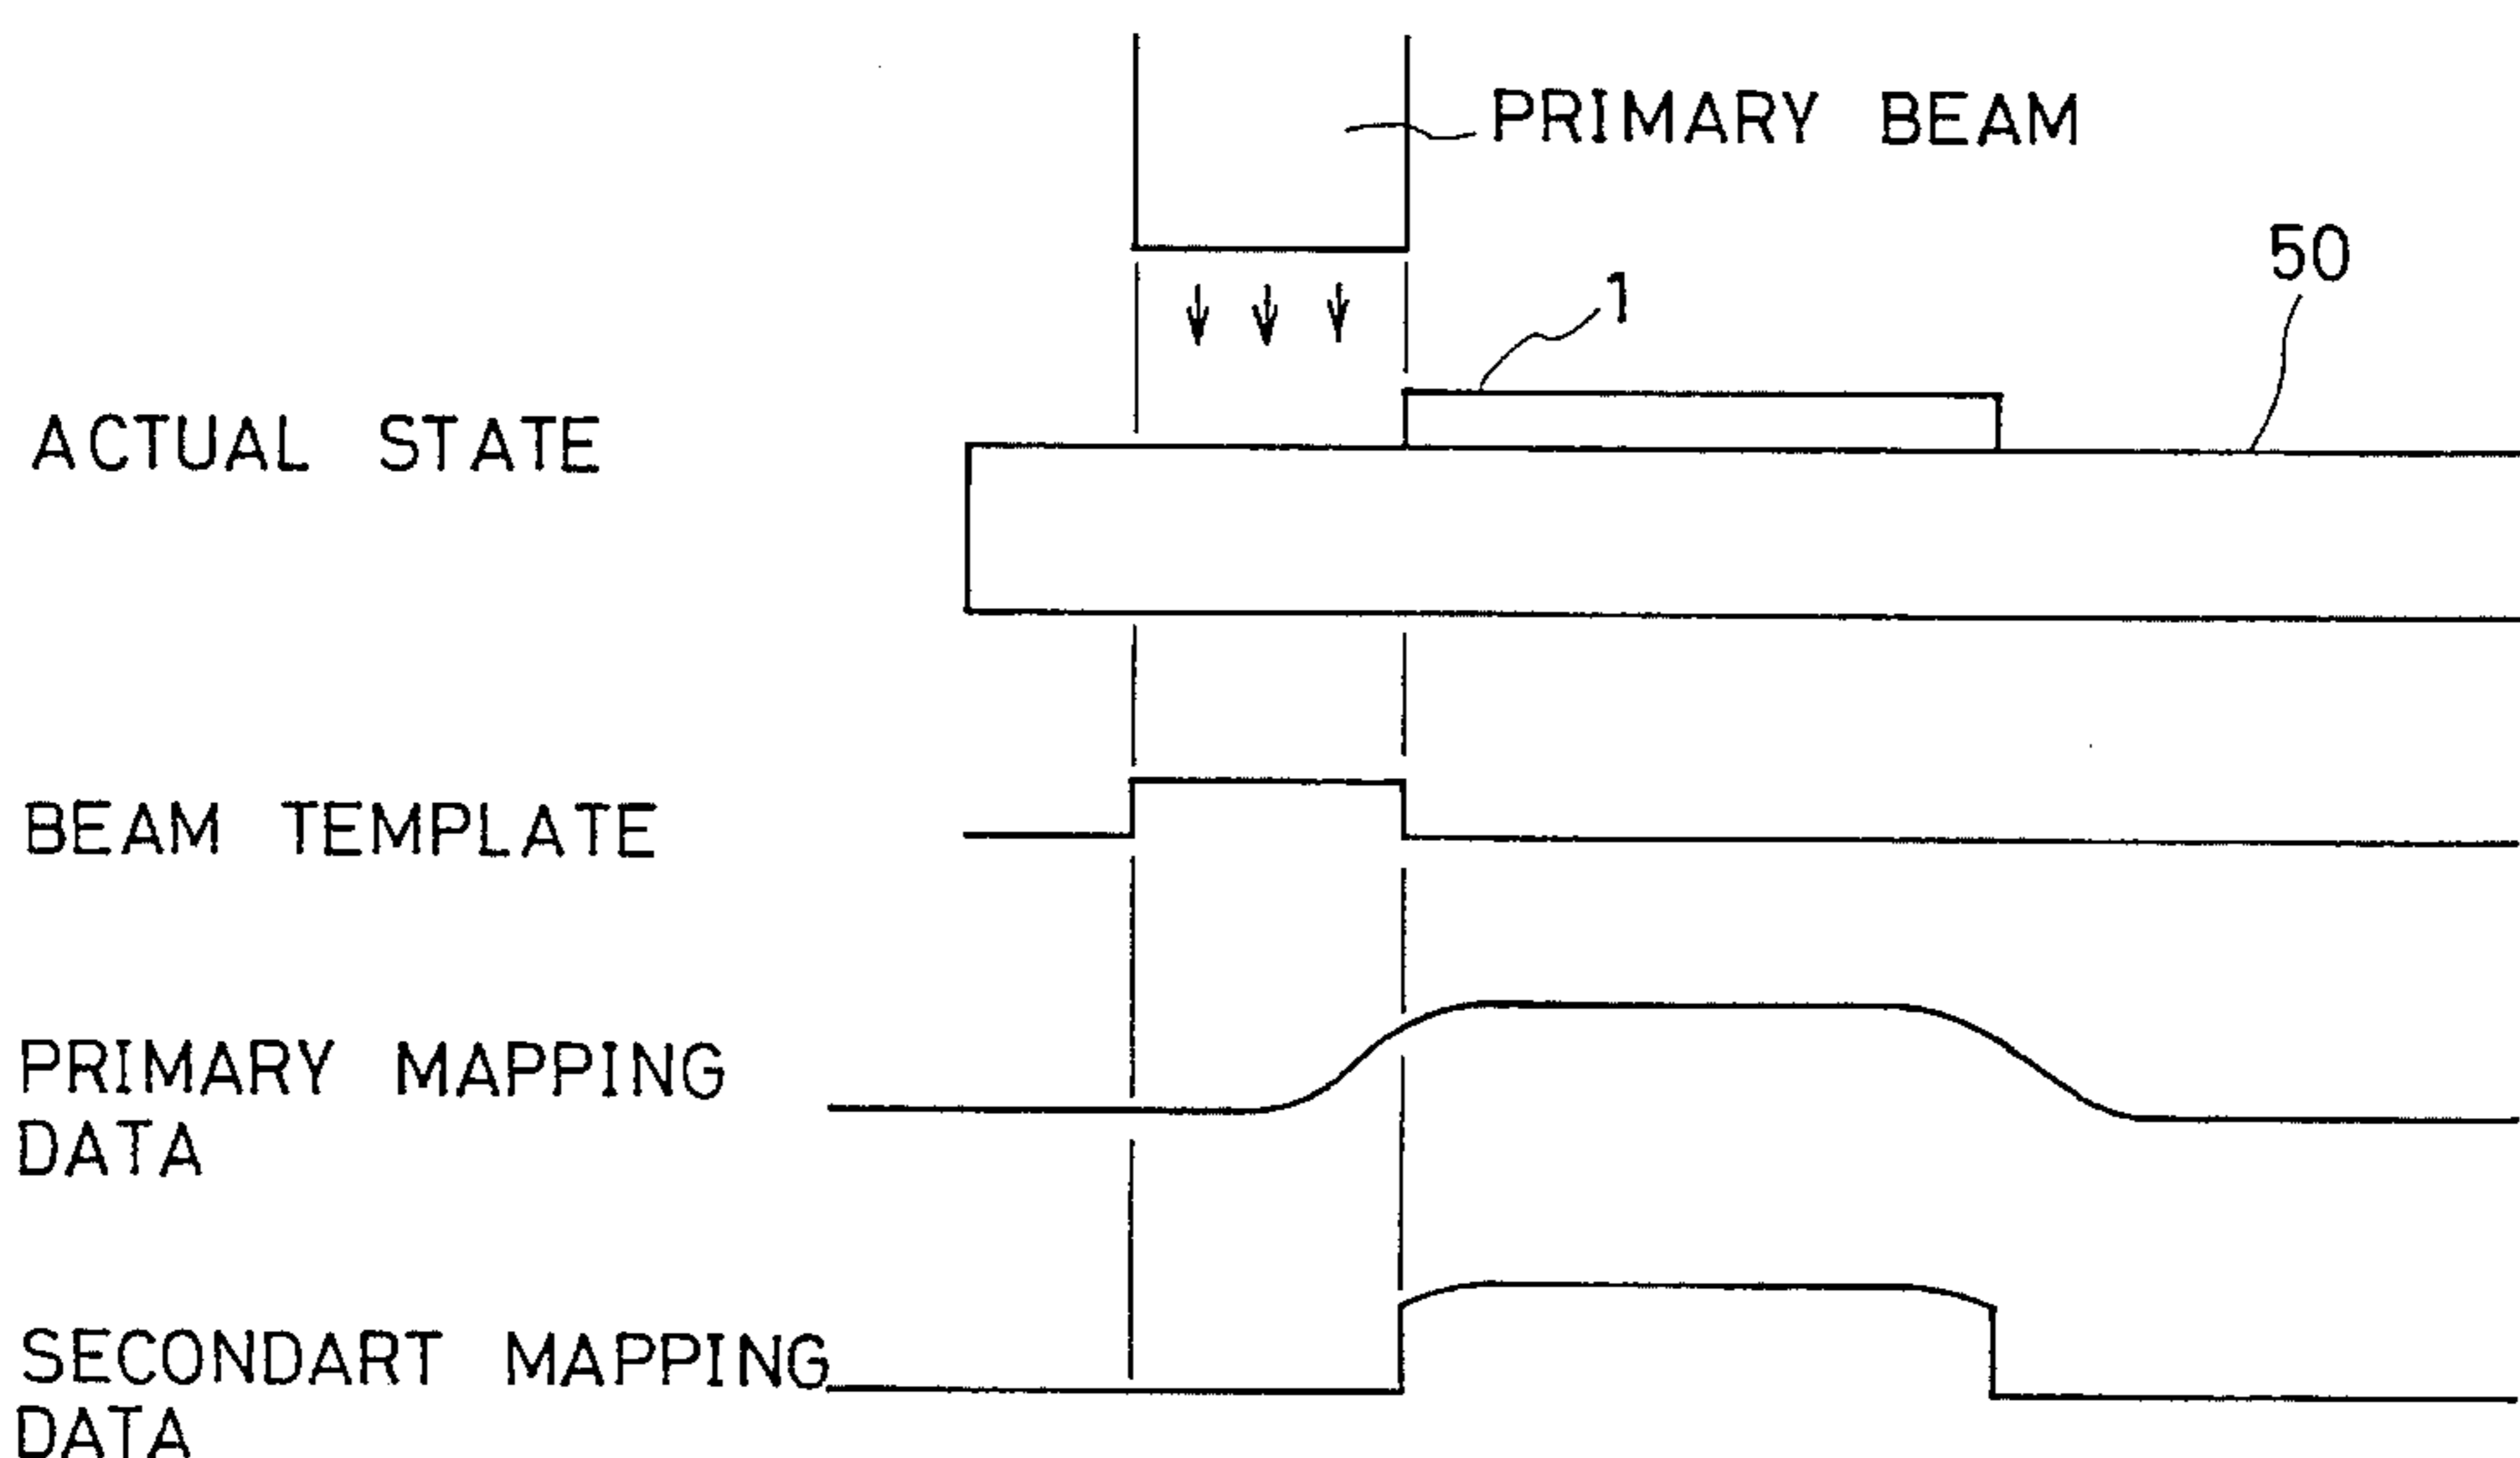 PRIMARY BEAM
50
1
ACTUAL STATE
BEAM TEMPLATE
PRIMARY MAPPING
DATA
SECONDART MAPPING
DATA